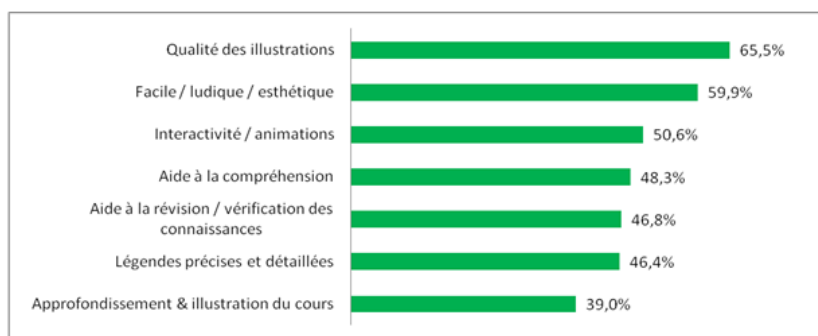 Qualité des illustrations
65,5%
Facile / ludique / esthétique
59,9%
Interactivité / animations
50,6%
Aide à la compréhension
48,3%
Aide à la révision / vérification des
connaissances
46,8%
Légendes précises et détaillées
46,4%
Approfondissement & illustration du cours
39,0%